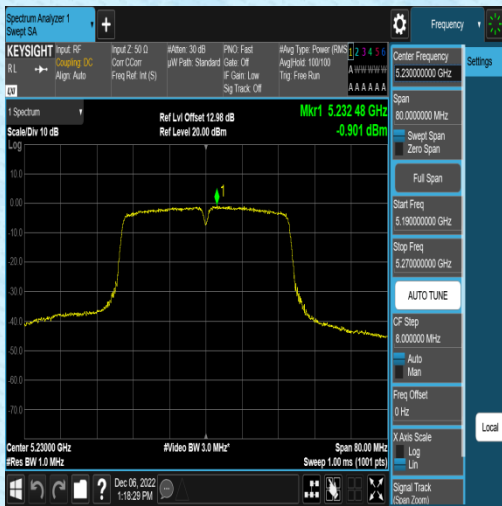 Spectrum Analyzer 1
Swept SA
+
Frequency
KEYSIGHT
Input: RF
Coupling: DC
Align: Auto
Input Z: 50 Ω
Corr CCorr
Freq Ref: Int (S)
#Atten: 30 dB
µW Path: Standard
PNO: Fast
Gate: Off
IF Gain: Low
Sig Track: Off
#Avg Type: Power (RMS
Avg|Hold: 100/100
Trig: Free Run
1 2 3 4 5 6
A W W W W W
A A A A A A
RL
LXI
1 Spectrum
Scale/Div 10 dB
Ref Lvl Offset 12.98 dB
Ref Level 20.00 dBm
Mkr1 5.232 48 GHz
-0.901 dBm
Log
10.0
0.00
-10.0
-20.0
-30.0
-40.0
-50.0
-60.0
-70.0
1
Center 5.23000 GHz
#Res BW 1.0 MHz
#Video BW 3.0 MHz*
Span 80.00 MHz
Sweep 1.00 ms (1001 pts)
Center Frequency
5.230000000 GHz
Settings
Span
80.0000000 MHz
Swept Span
Zero Span
Full Span
Start Freq
5.190000000 GHz
Stop Freq
5.270000000 GHz
AUTO TUNE
CF Step
8.000000 MHz
Auto
Man
Freq Offset
0 Hz
X Axis Scale
Log
Lin
Local
Signal Track
(Span Zoom)
?
Dec 06, 2022
1:18:29 PM